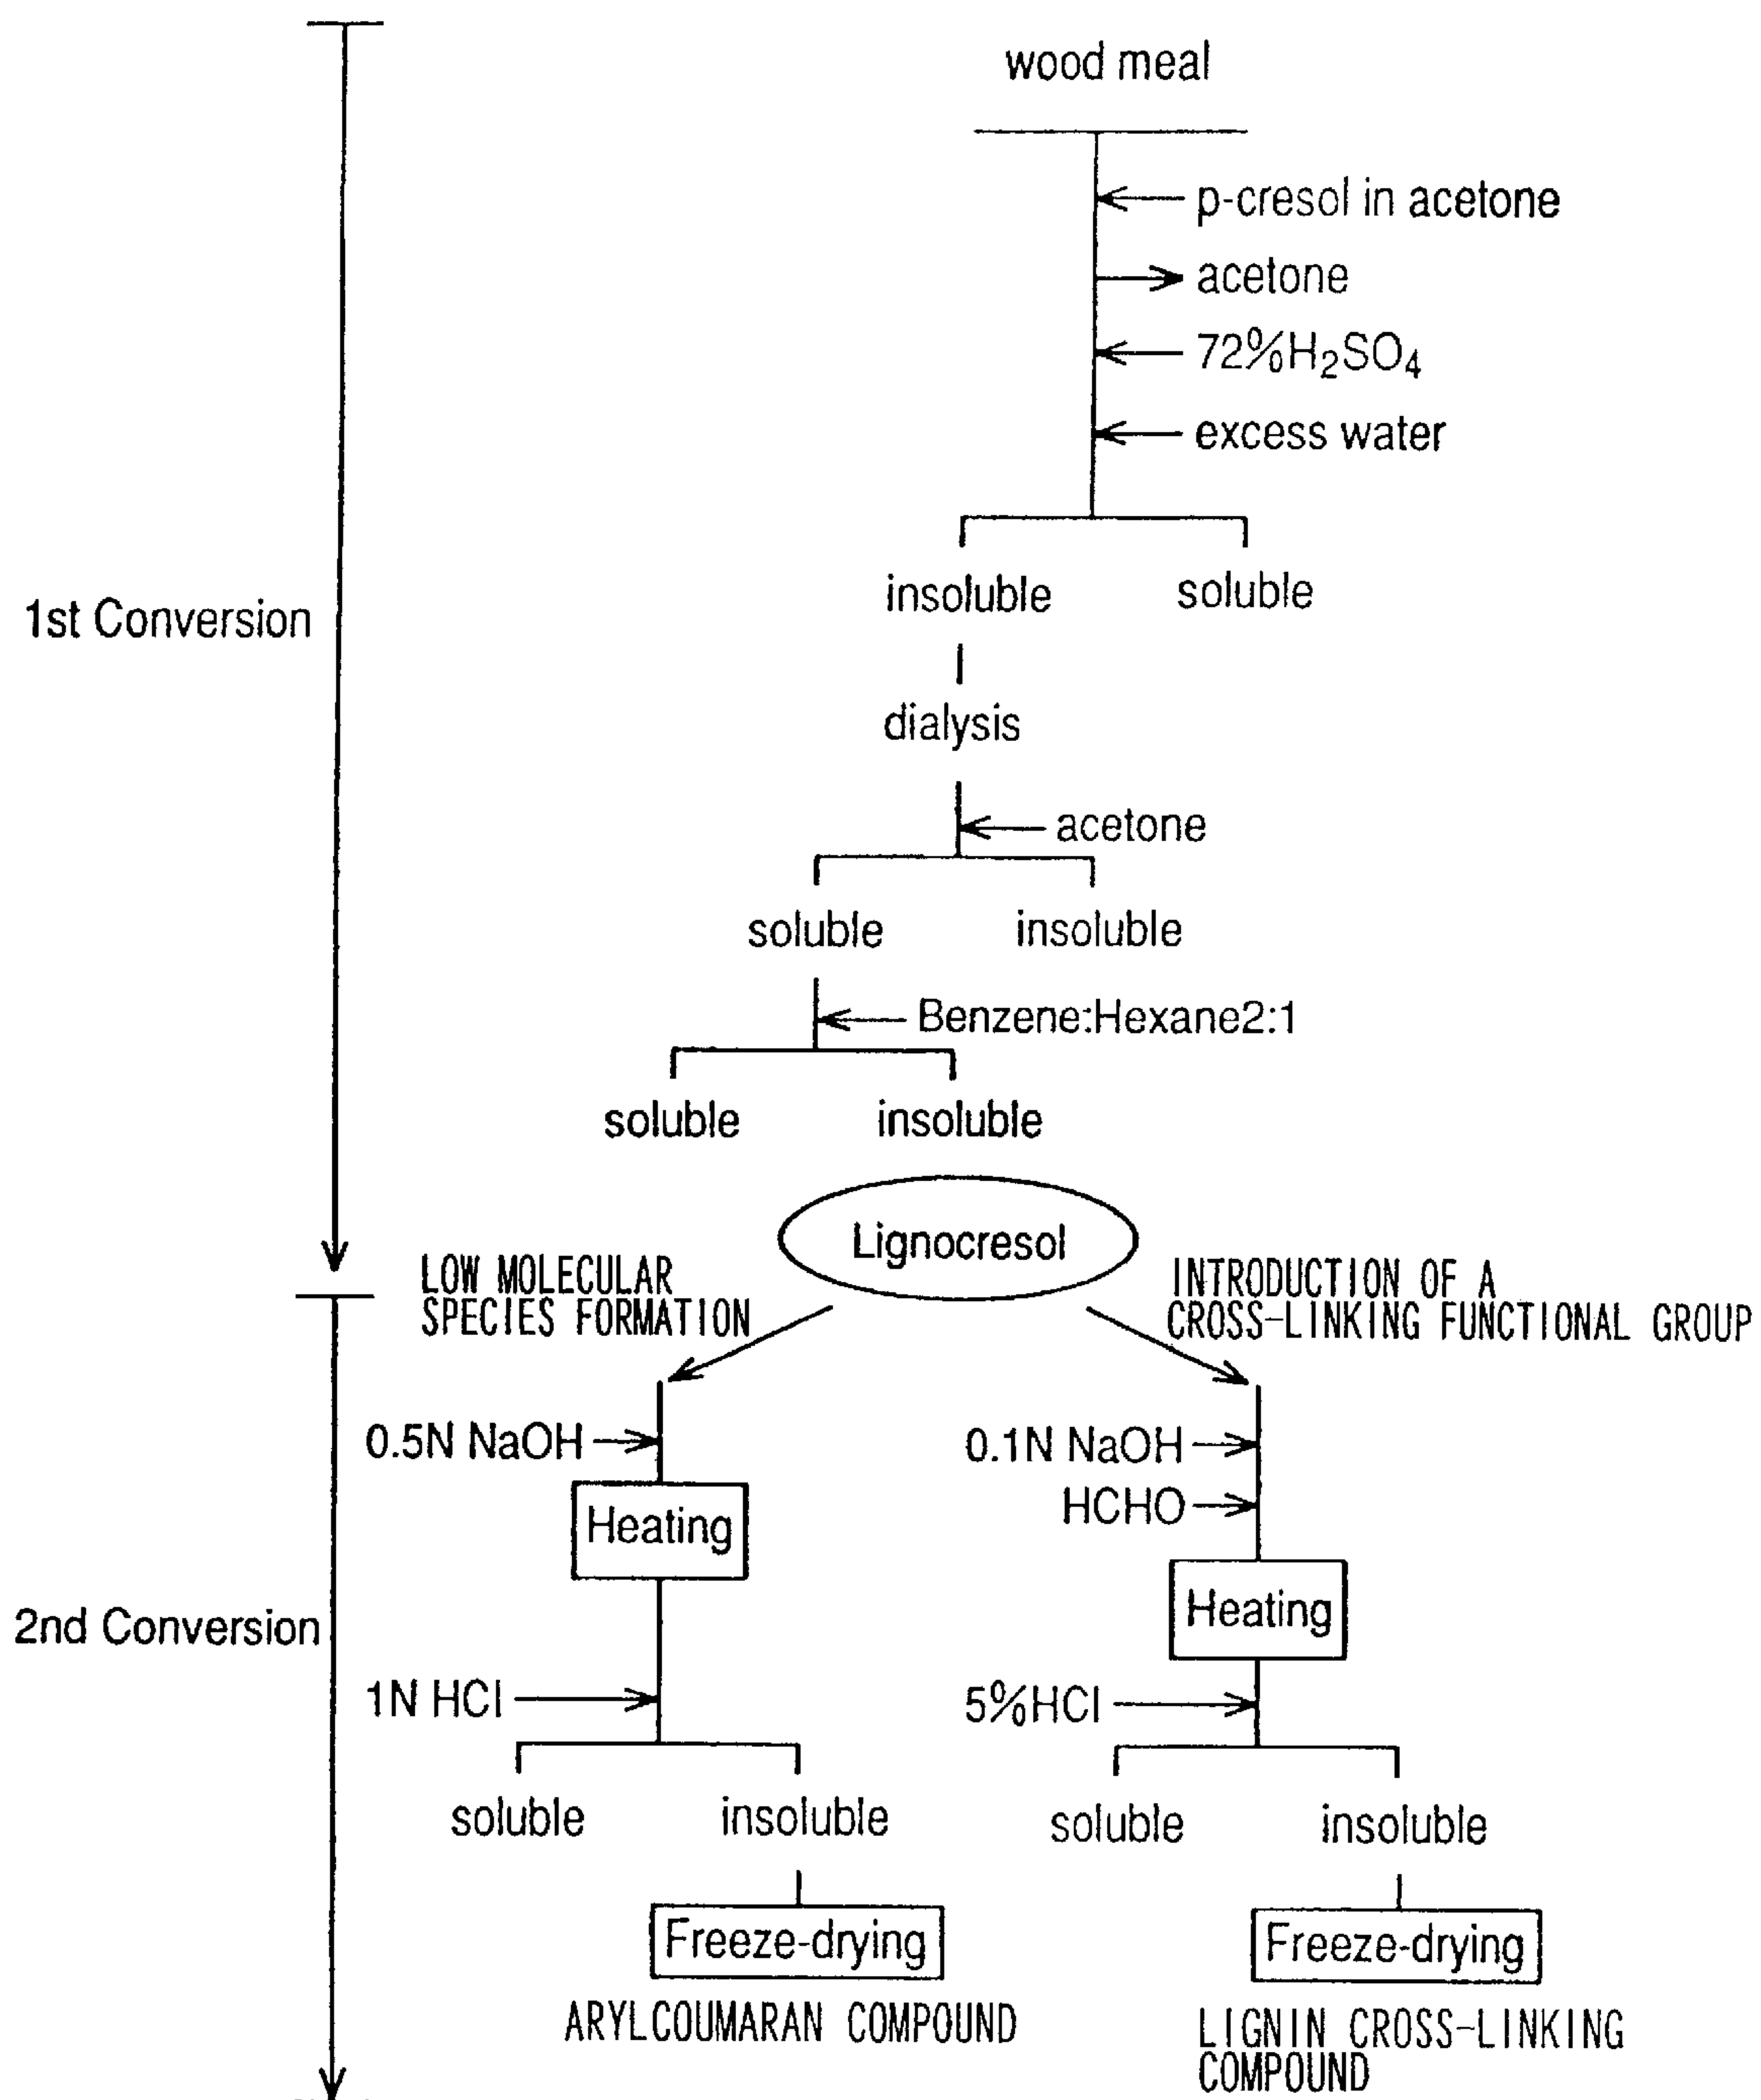 wood meal
p-cresol in acetone
acetone
72%H₂SO₄
excess water
insoluble
soluble
1st Conversion
dialysis
acetone
soluble
insoluble
Benzene:Hexane2:1
soluble
insoluble
Lignocresol
LOW MOLECULAR
SPECIES FORMATION
INTRODUCTION OF A
CROSS-LINKING FUNCTIONAL GROUP
0.5N NaOH
Heating
1N HCl
soluble
insoluble
Freeze-drying
ARYLCOUMARAN COMPOUND
0.1N NaOH
HCHO
Heating
5%HCl
soluble
insoluble
Freeze-drying
LIGNIN CROSS-LINKING
COMPOUND
2nd Conversion